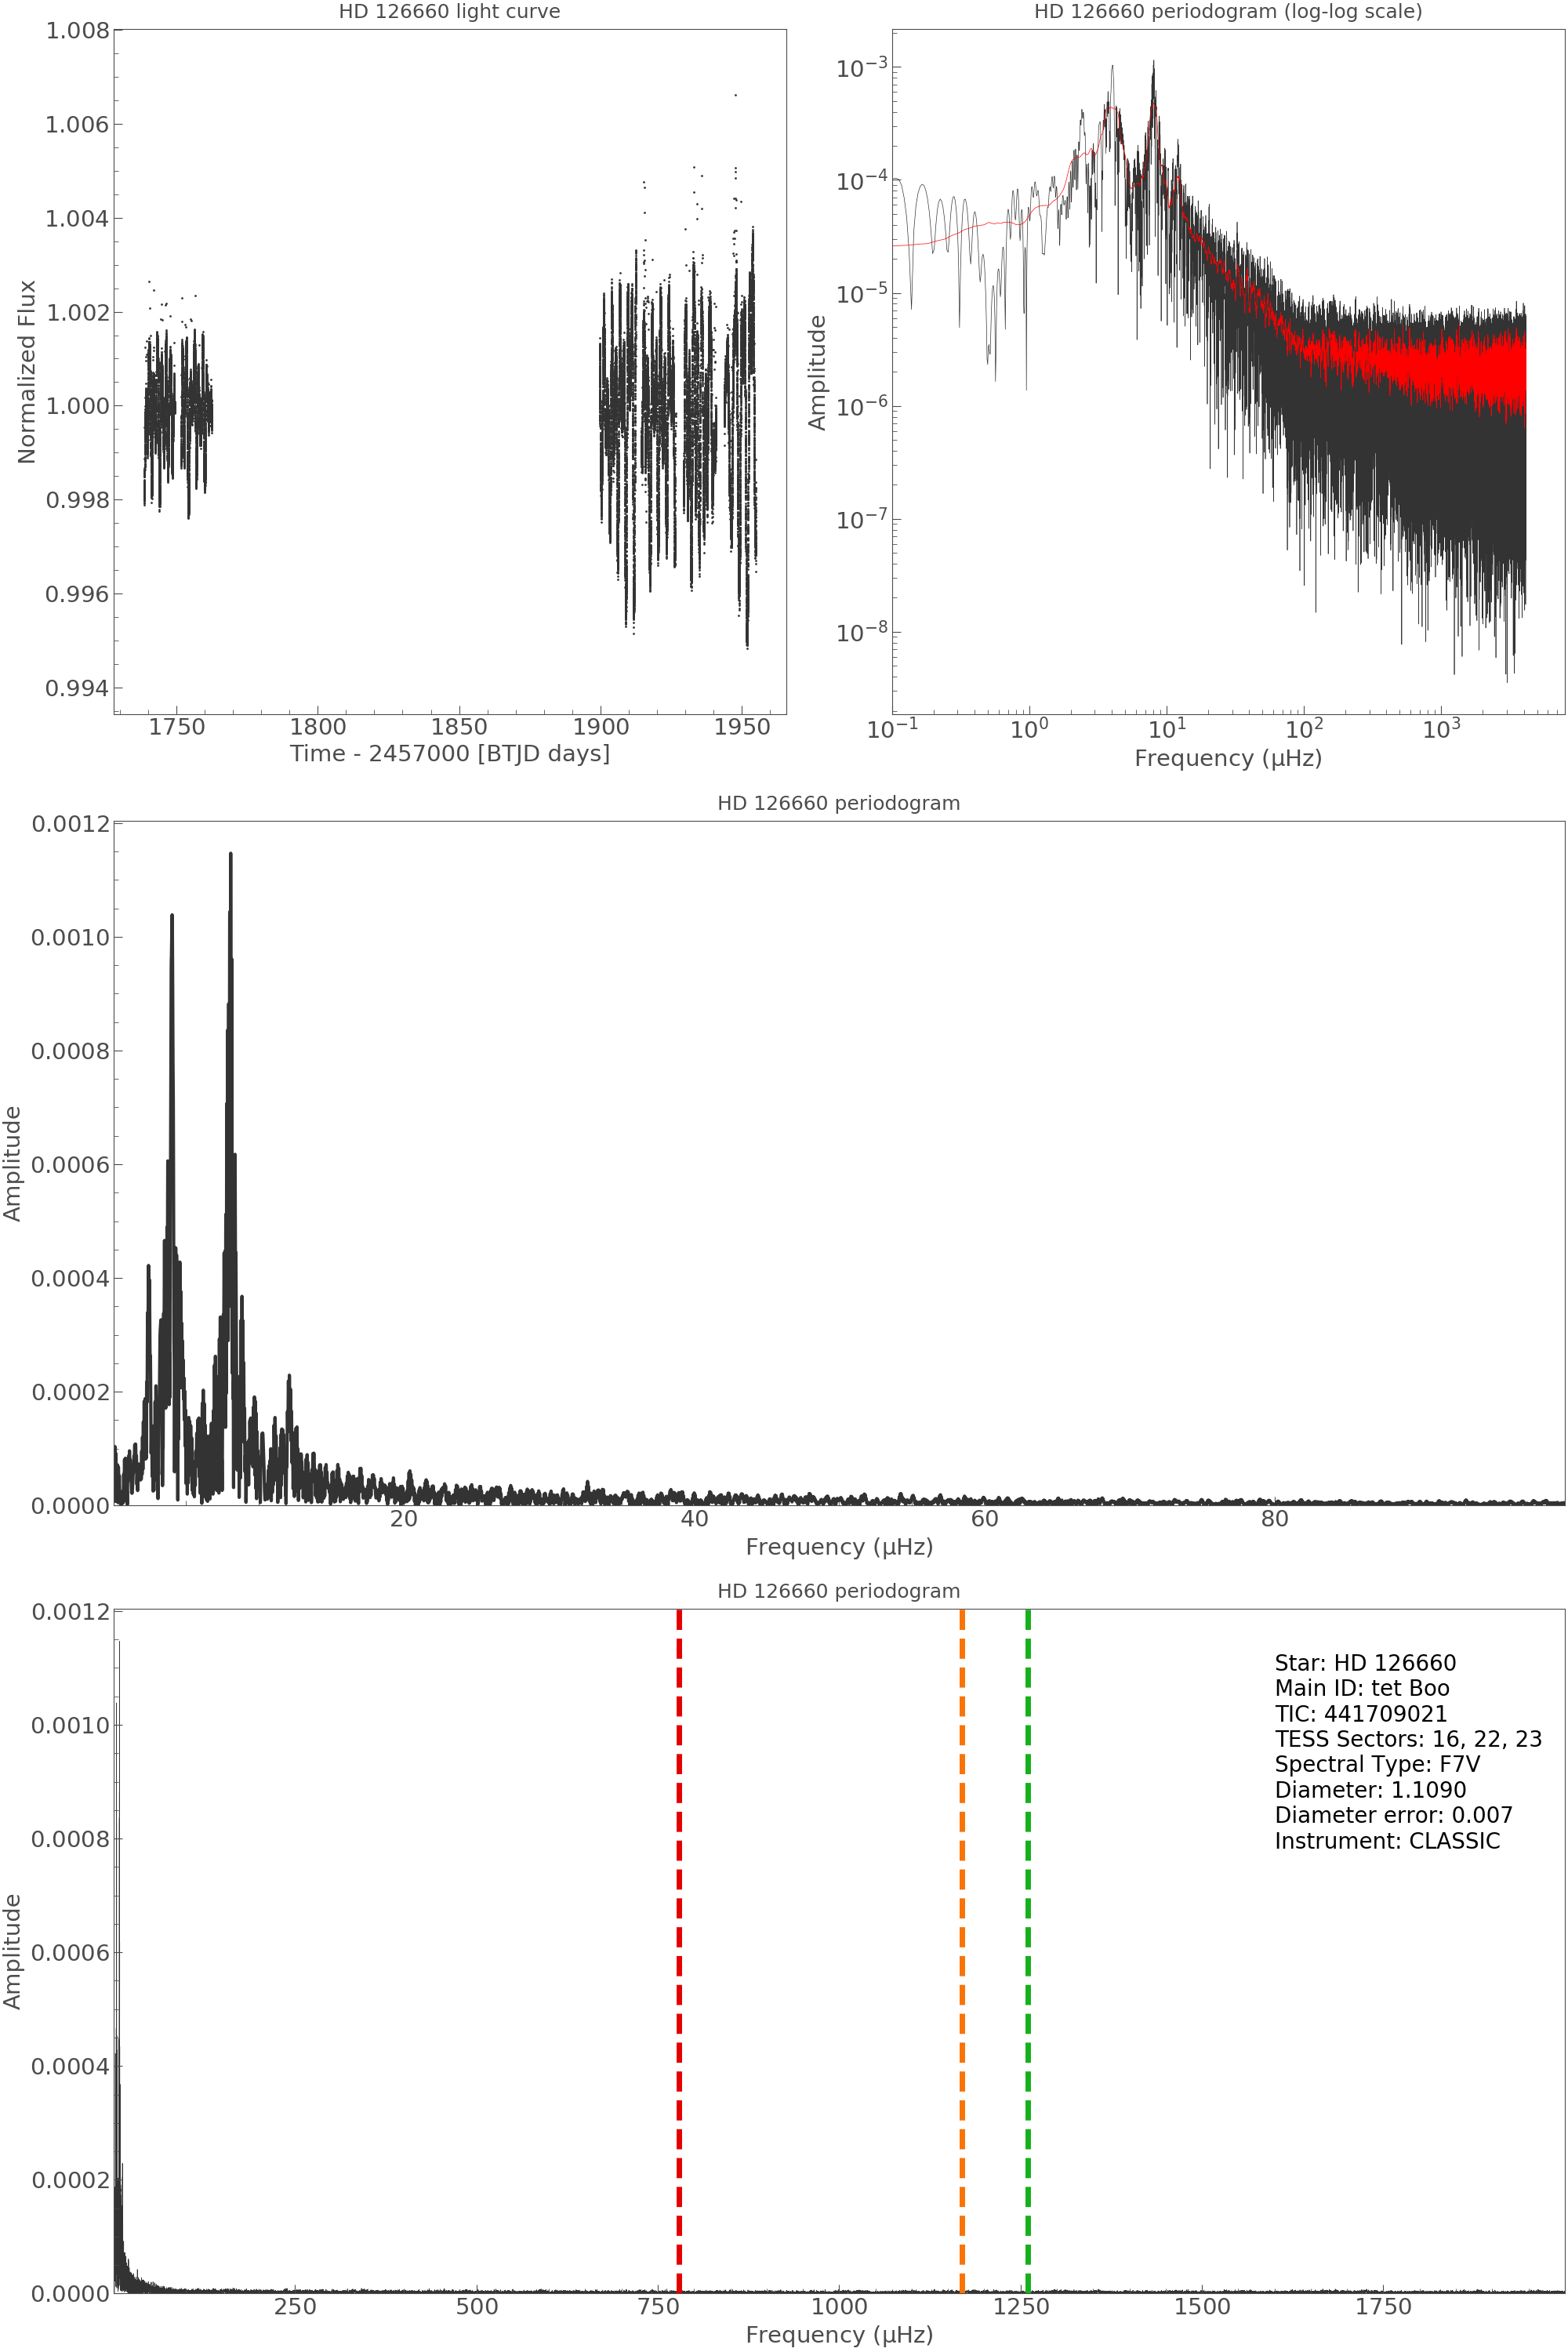 HD 126660 light curve
1.008
1.006
1.004
1.002
1.000
0.998
0.996
0.994
Normalized Flux
1750 1800 1850 1900 1950
Time - 2457000 [BTJD days]
HD 126660 periodogram (log-log scale)
10⁻³
10⁻⁴
10⁻⁵
10⁻⁶
10⁻⁷
10⁻⁸
Amplitude
10⁻¹ 10⁰ 10¹ 10² 10³
Frequency (µHz)
HD 126660 periodogram
0.0012
0.0010
0.0008
0.0006
0.0004
0.0002
0.0000
Amplitude
20 40 60 80
Frequency (µHz)
HD 126660 periodogram
0.0012
0.0010
0.0008
0.0006
0.0004
0.0002
0.0000
Amplitude
Star: HD 126660
Main ID: tet Boo
TIC: 441709021
TESS Sectors: 16, 22, 23
Spectral Type: F7V
Diameter: 1.1090
Diameter error: 0.007
Instrument: CLASSIC
250 500 750 1000 1250 1500 1750
Frequency (µHz)